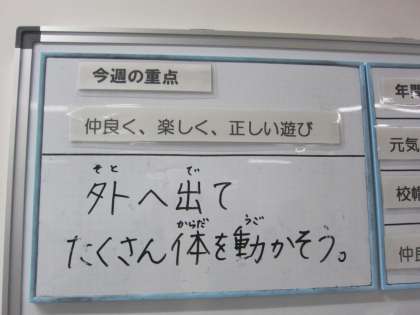 今週の重点
仲良く、楽しく、正しい遊び
そと で
外へ出て
からだ うご
たくさん体を動かそう。
年間
元気
校
仲良